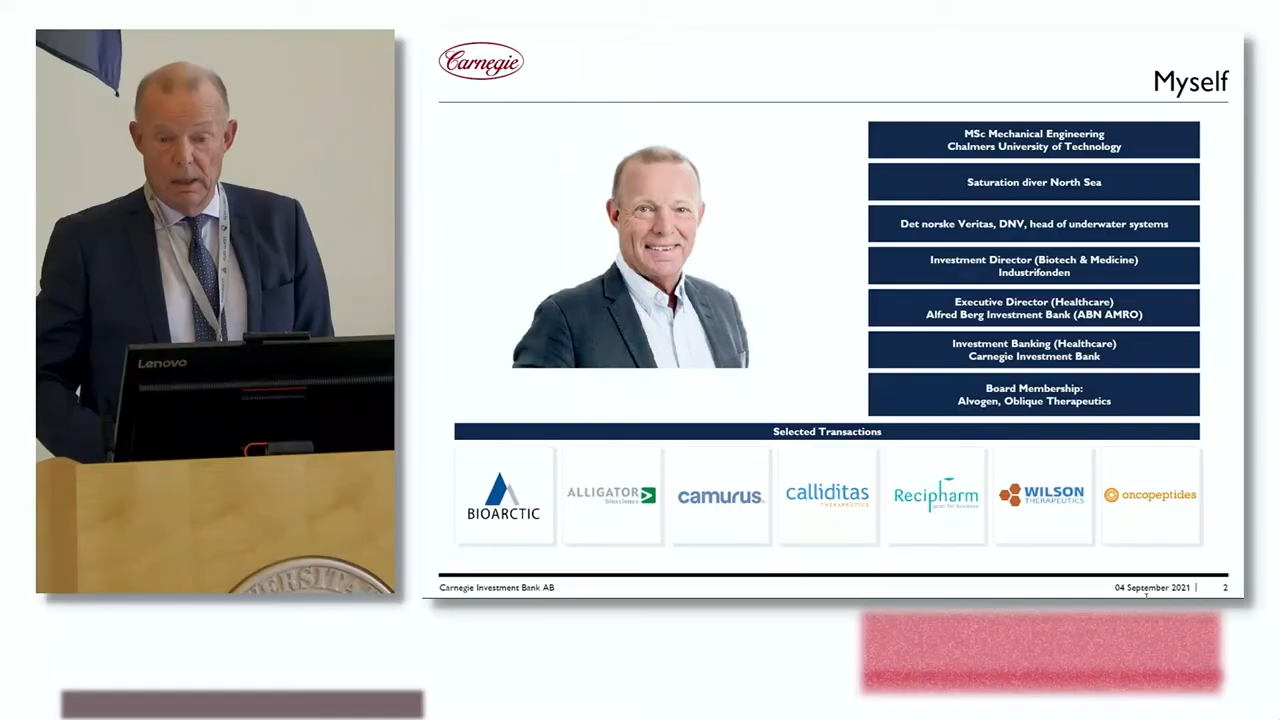 Carnegie
Myself
MSc Mechanical Engineering
Chalmers University of Technology
Saturation diver North Sea
Det norske Veritas, DNV, head of underwater systems
Investment Director (Biotech & Medicine)
Industrifonden
Executive Director (Healthcare)
Alfred Berg Investment Bank (ABN AMRO)
Investment Banking (Healthcare)
Carnegie Investment Bank
Board Membership:
Alvogen, Oblique Therapeutics
Selected Transactions
BIOARCTIC
ALLIGATOR
bioscience
camurus.
calliditas
THERAPEUTICS
Recipharm
WILSON
THERAPEUTICS
oncopeptides
Carnegie Investment Bank AB
04 September 2021 | 2
Lenovo